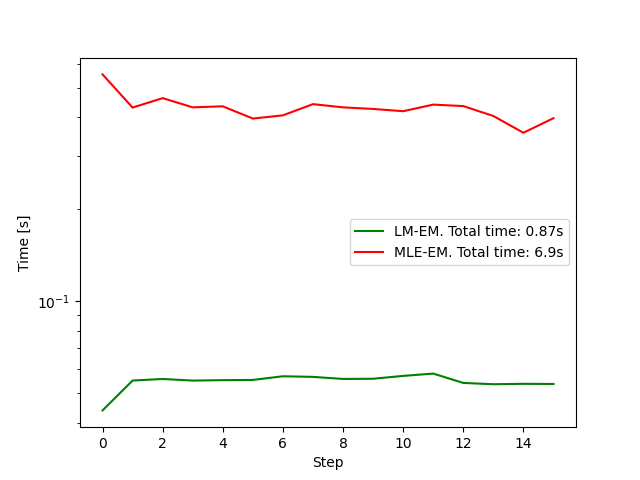 Time [s]
10⁻¹
LM-EM. Total time: 0.87s
MLE-EM. Total time: 6.9s
0 2 4 6 8 10 12 14
Step